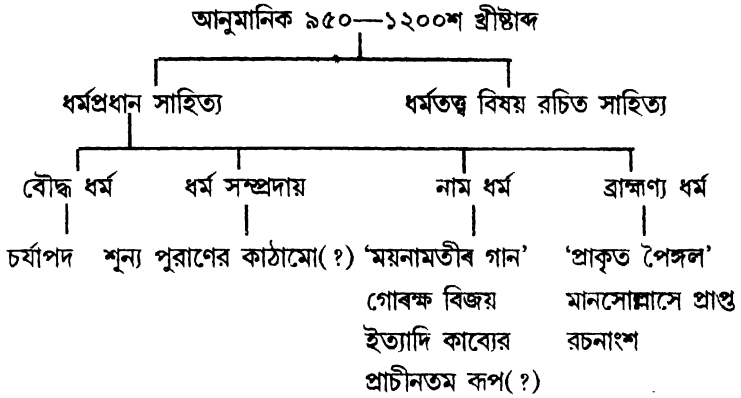 আনুমানিক ৯৫০—১২০০শ খ্রীষ্টাব্দ
ধর্মপ্রধান সাহিত্য ধর্মতত্ত্ব বিষয় রচিত সাহিত্য
বৌদ্ধ ধর্ম ধর্ম সম্প্রদায় নাম ধর্ম ব্রাহ্মণ্য ধর্ম
চর্যাপদ শূন্য পুরাণের কাঠামো(?) ‘ময়নামতীৰ গান’ ‘প্রাকৃত পৈঙ্গল’
গোৰক্ষ বিজয় মানসোল্লাসে প্রাপ্ত
ইত্যাদি কাব্যের রচনাংশ
প্রাচীনতম ৰূপ(?)